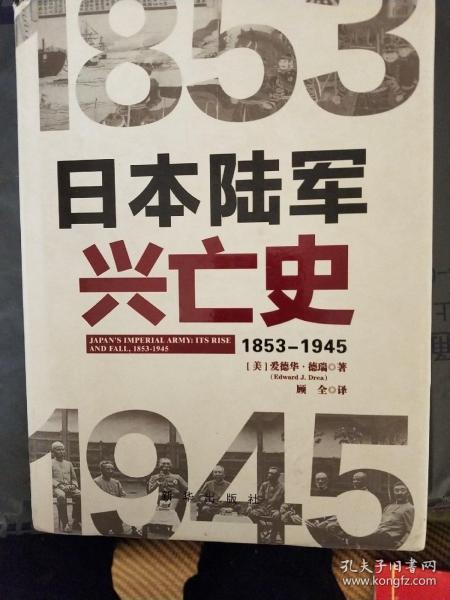 1853
日本陆军
兴亡史
JAPAN'S IMPERIAL ARMY: ITS RISE
AND FALL, 1853-1945
1853-1945
[美]爱德华·德瑞◎著
(Edward J. Drea)
顾 全◎译
1945
新华出版社
孔夫子旧书网
www.kongfz.com